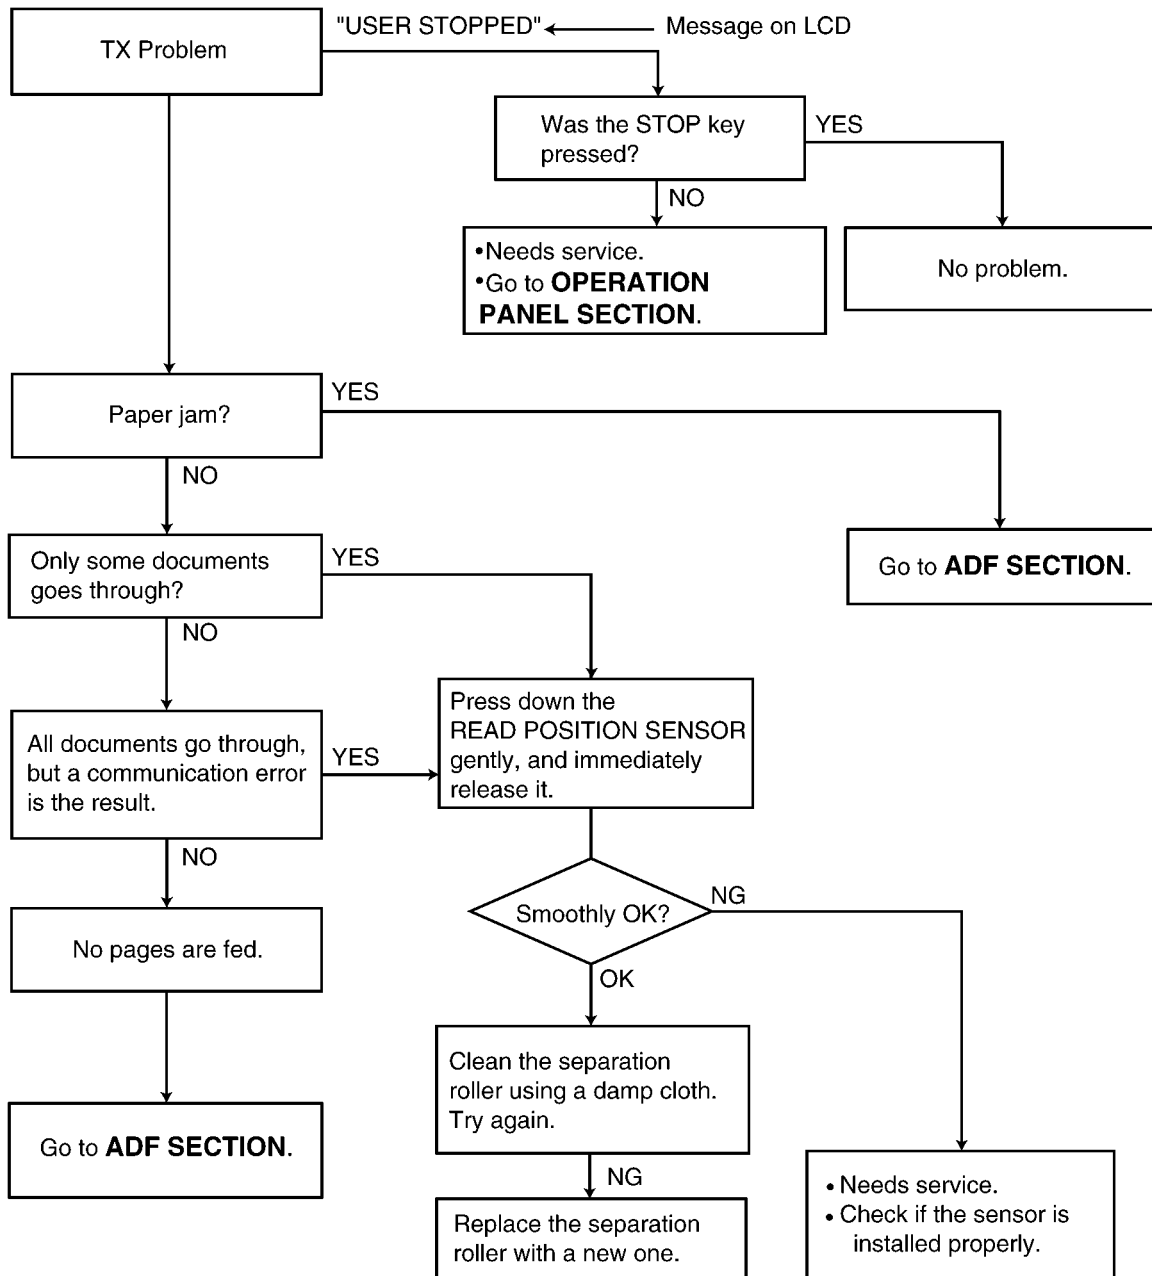 TX Problem
"USER STOPPED"
Message on LCD
Was the STOP key
pressed?
YES
NO
•Needs service.
•Go to OPERATION
PANEL SECTION.
No problem.
Paper jam?
YES
NO
Go to ADF SECTION.
Only some documents
goes through?
YES
NO
All documents go through,
but a communication error
is the result.
YES
NO
Press down the
READ POSITION SENSOR
gently, and immediately
release it.
Smoothly OK?
NG
OK
No pages are fed.
Go to ADF SECTION.
Clean the separation
roller using a damp cloth.
Try again.
NG
Replace the separation
roller with a new one.
• Needs service.
• Check if the sensor is
installed properly.